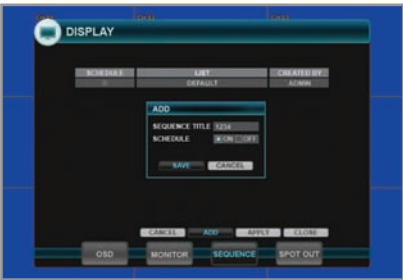 DISPLAY
SCHEDULE LIST CREATED BY
DEFAULT ADMIN
ADD
SEQUENCE TITLE 1234
SCHEDULE ON OFF
SAVE CANCEL
CANCEL ADD APPLY CLOSE
OSD MONITOR SEQUENCE SPOT OUT